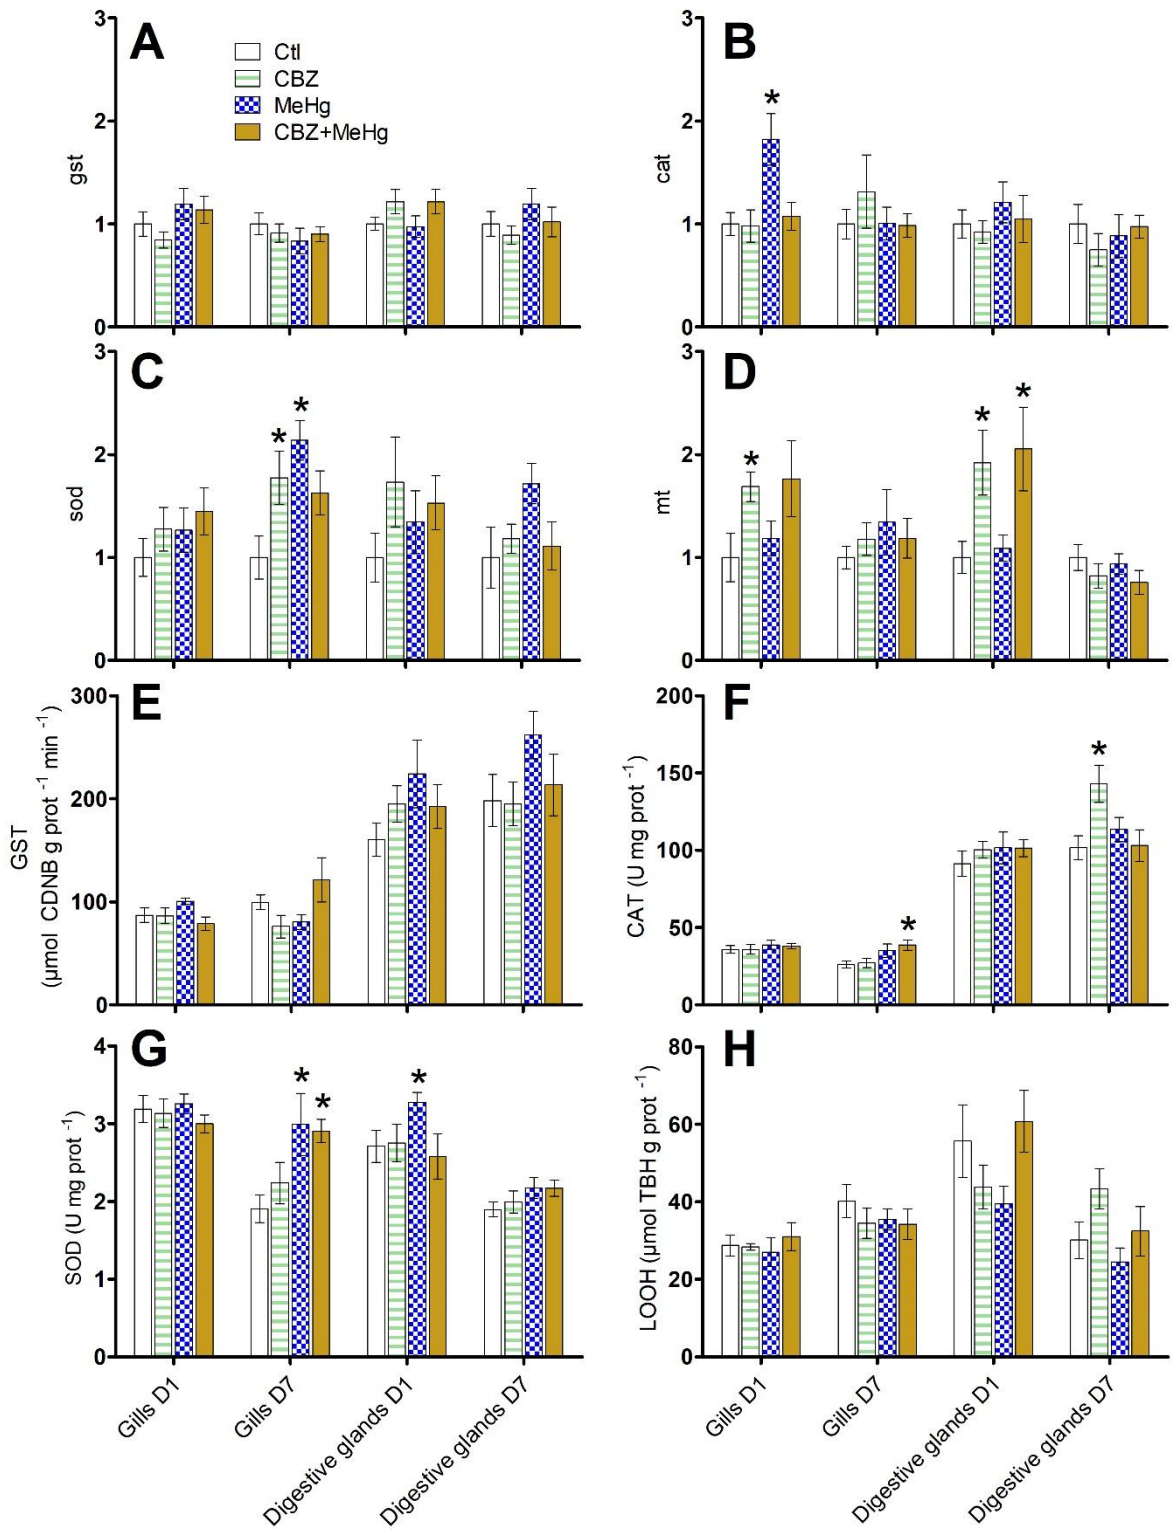 A
Ctl
CBZ
MeHg
CBZ+MeHg
gst
3
2
1
0
B
cat
3
2
1
0
*
C
sod
3
2
1
0
*
*
D
mt
3
2
1
0
*
*
*
E
GST
(µmol CDNB g prot -1 min -1)
300
200
100
0
F
CAT (U mg prot -1)
200
150
100
50
0
*
*
G
SOD (U mg prot -1)
4
3
2
1
0
*
*
*
Gills D1
Gills D7
Digestive glands D1
Digestive glands D7
H
LOOH (µmol TBH g prot -1)
80
60
40
20
0
Gills D1
Gills D7
Digestive glands D1
Digestive glands D7